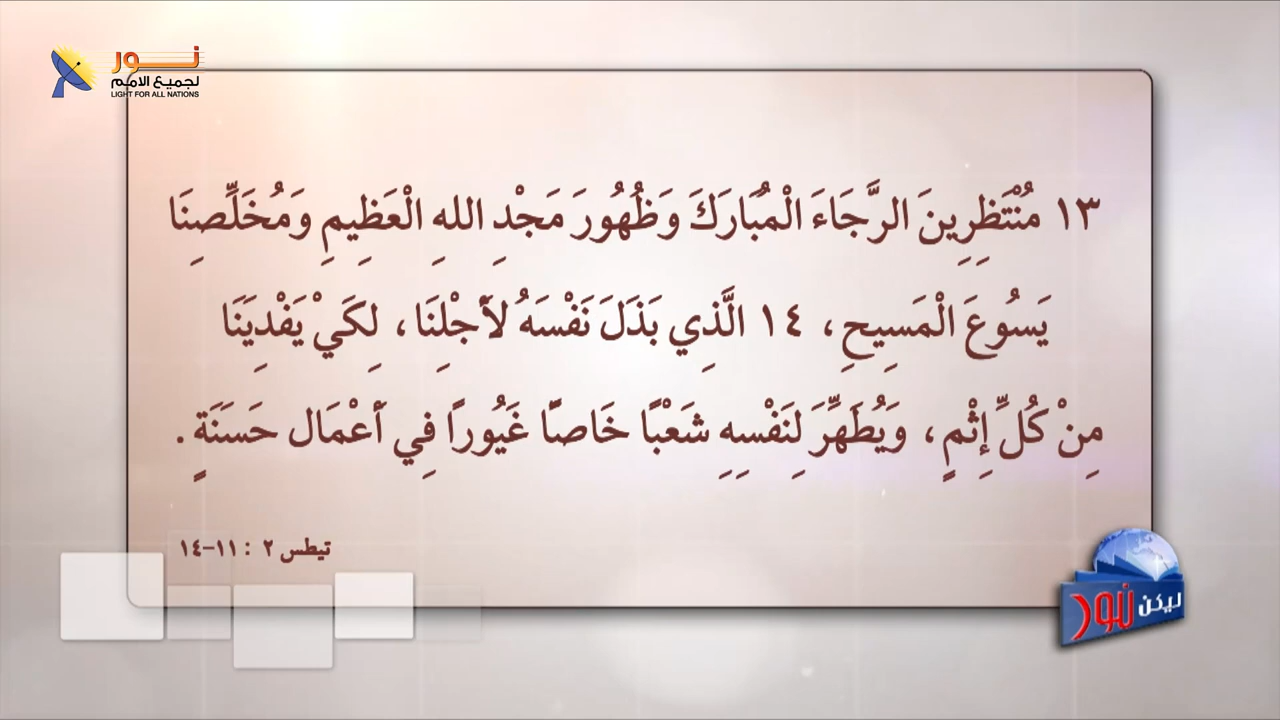 نور
لجميع الامم
LIGHT FOR ALL NATIONS
١٣ مُنْتَظِرِينَ الرَّجَاءَ الْمُبَارَكَ وَظُهُورَ مَجْدِ اللهِ الْعَظِيمِ وَمُخَلِّصِنَا
يَسُوعَ الْمَسِيحِ، ١٤ الَّذِي بَذَلَ نَفْسَهُ لأَجْلِنَا، لِكَيْ يَفْدِيَنَا
مِنْ كُلِّ إِثْمٍ، وَيُطَهِّرَ لِنَفْسِهِ شَعْبًا خَاصًّا غَيُورًا فِي أَعْمَال حَسَنَةٍ.
تيطس ٢ : ١١-١٤
ليكن نور